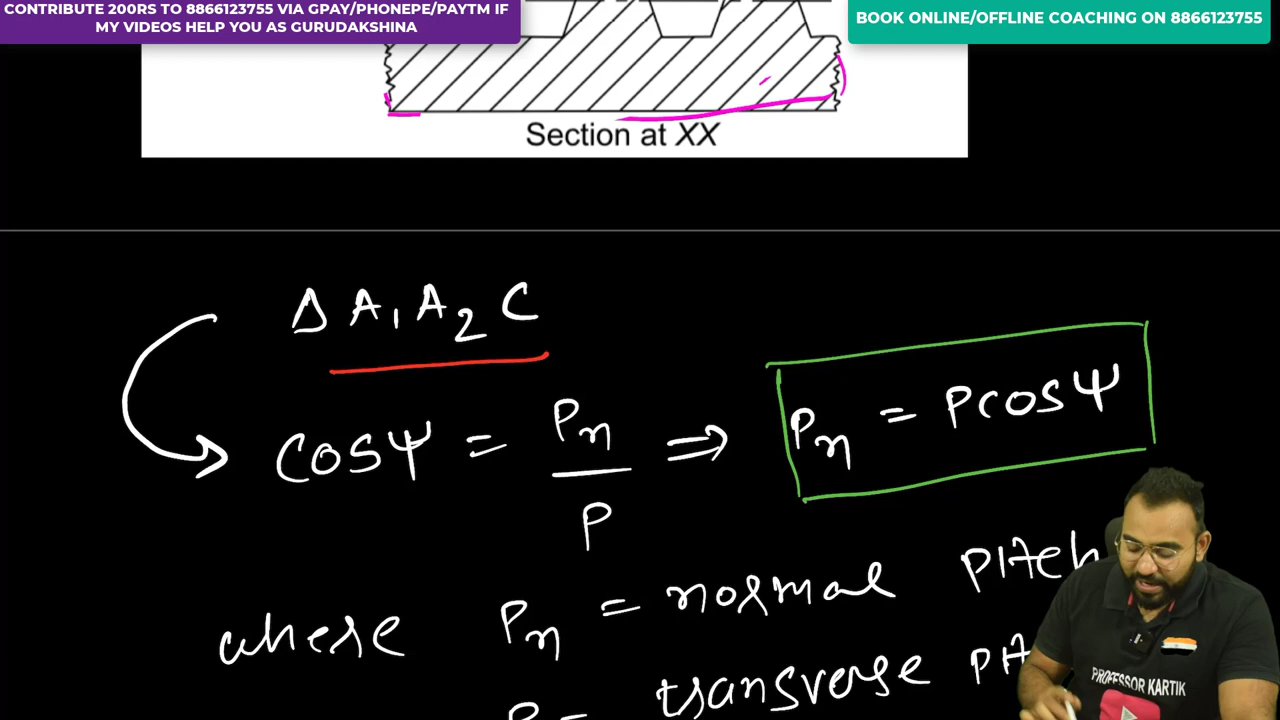 CONTRIBUTE 200RS TO 8866123755 VIA GPAY/PHONEPE/PAYTM IF
MY VIDEOS HELP YOU AS GURUDAKSHINA
BOOK ONLINE/OFFLINE COACHING ON 8866123755
Section at XX
Δ A₁A₂C
cosΨ = Pn/P ⇒ Pn = PcosΨ
where Pn = normal pitch
P = transverse
PROFESSOR KARTIK